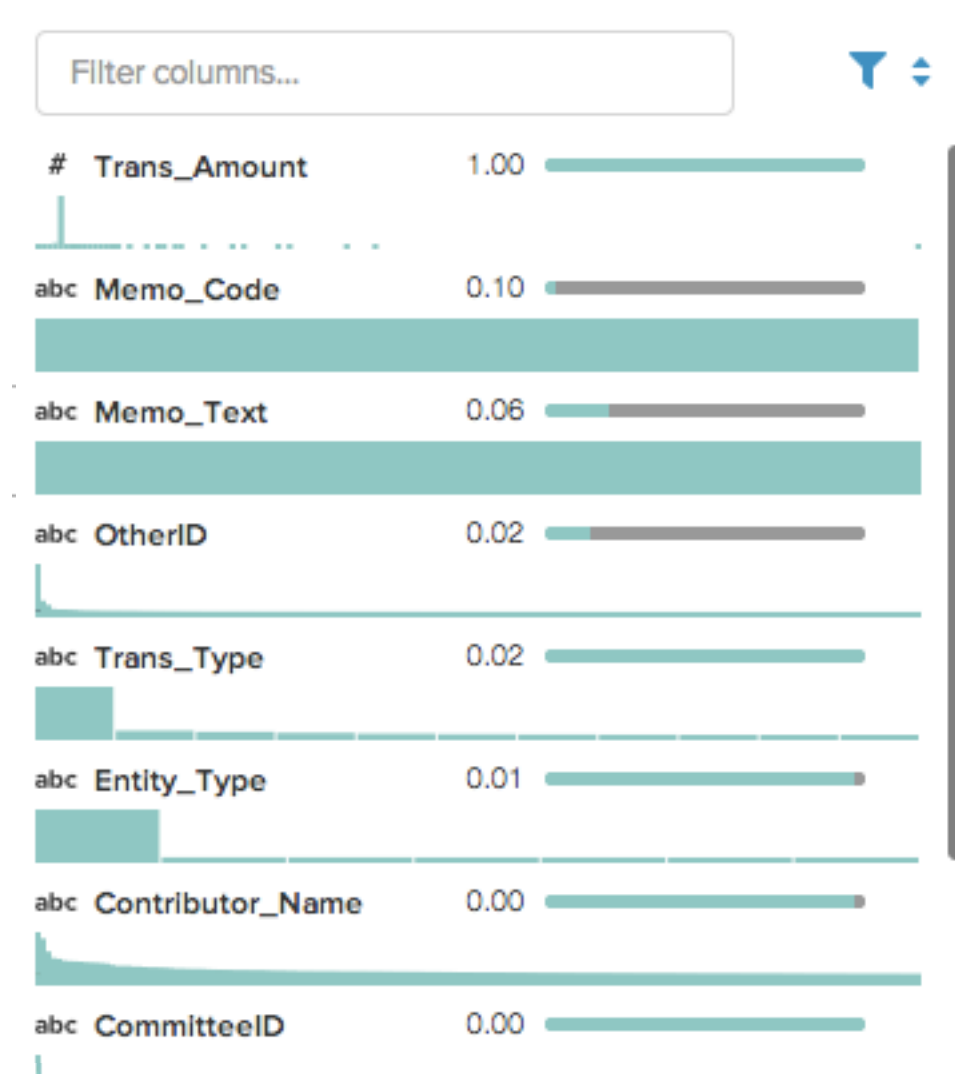 Filter columns...
# Trans_Amount 1.00
abc Memo_Code 0.10
abc Memo_Text 0.06
abc OtherID 0.02
abc Trans_Type 0.02
abc Entity_Type 0.01
abc Contributor_Name 0.00
abc CommitteeID 0.00